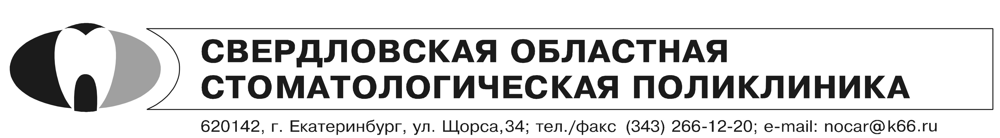 СВЕРДЛОВСКАЯ ОБЛАСТНАЯ
СТОМАТОЛОГИЧЕСКАЯ ПОЛИКЛИНИКА
620142, г. Екатеринбург, ул. Щорса,34; тел./факс (343) 266-12-20; e-mail: nocar@k66.ru